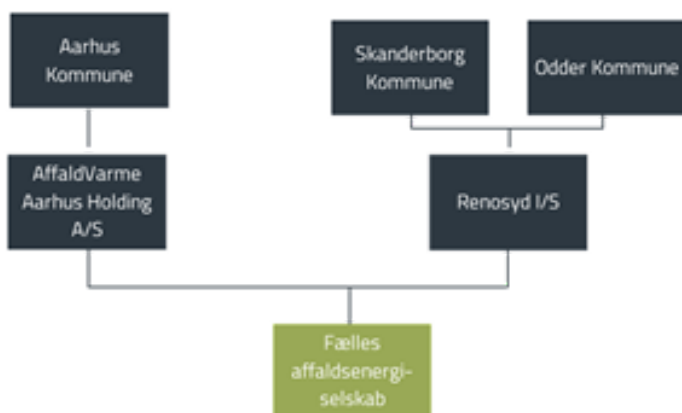 Aarhus
Kommune
Skanderborg
Kommune
Odder Kommune
AffaldVarme
Aarhus Holding
A/S
Renosyd I/S
Fælles
affaldsenergi-
selskab